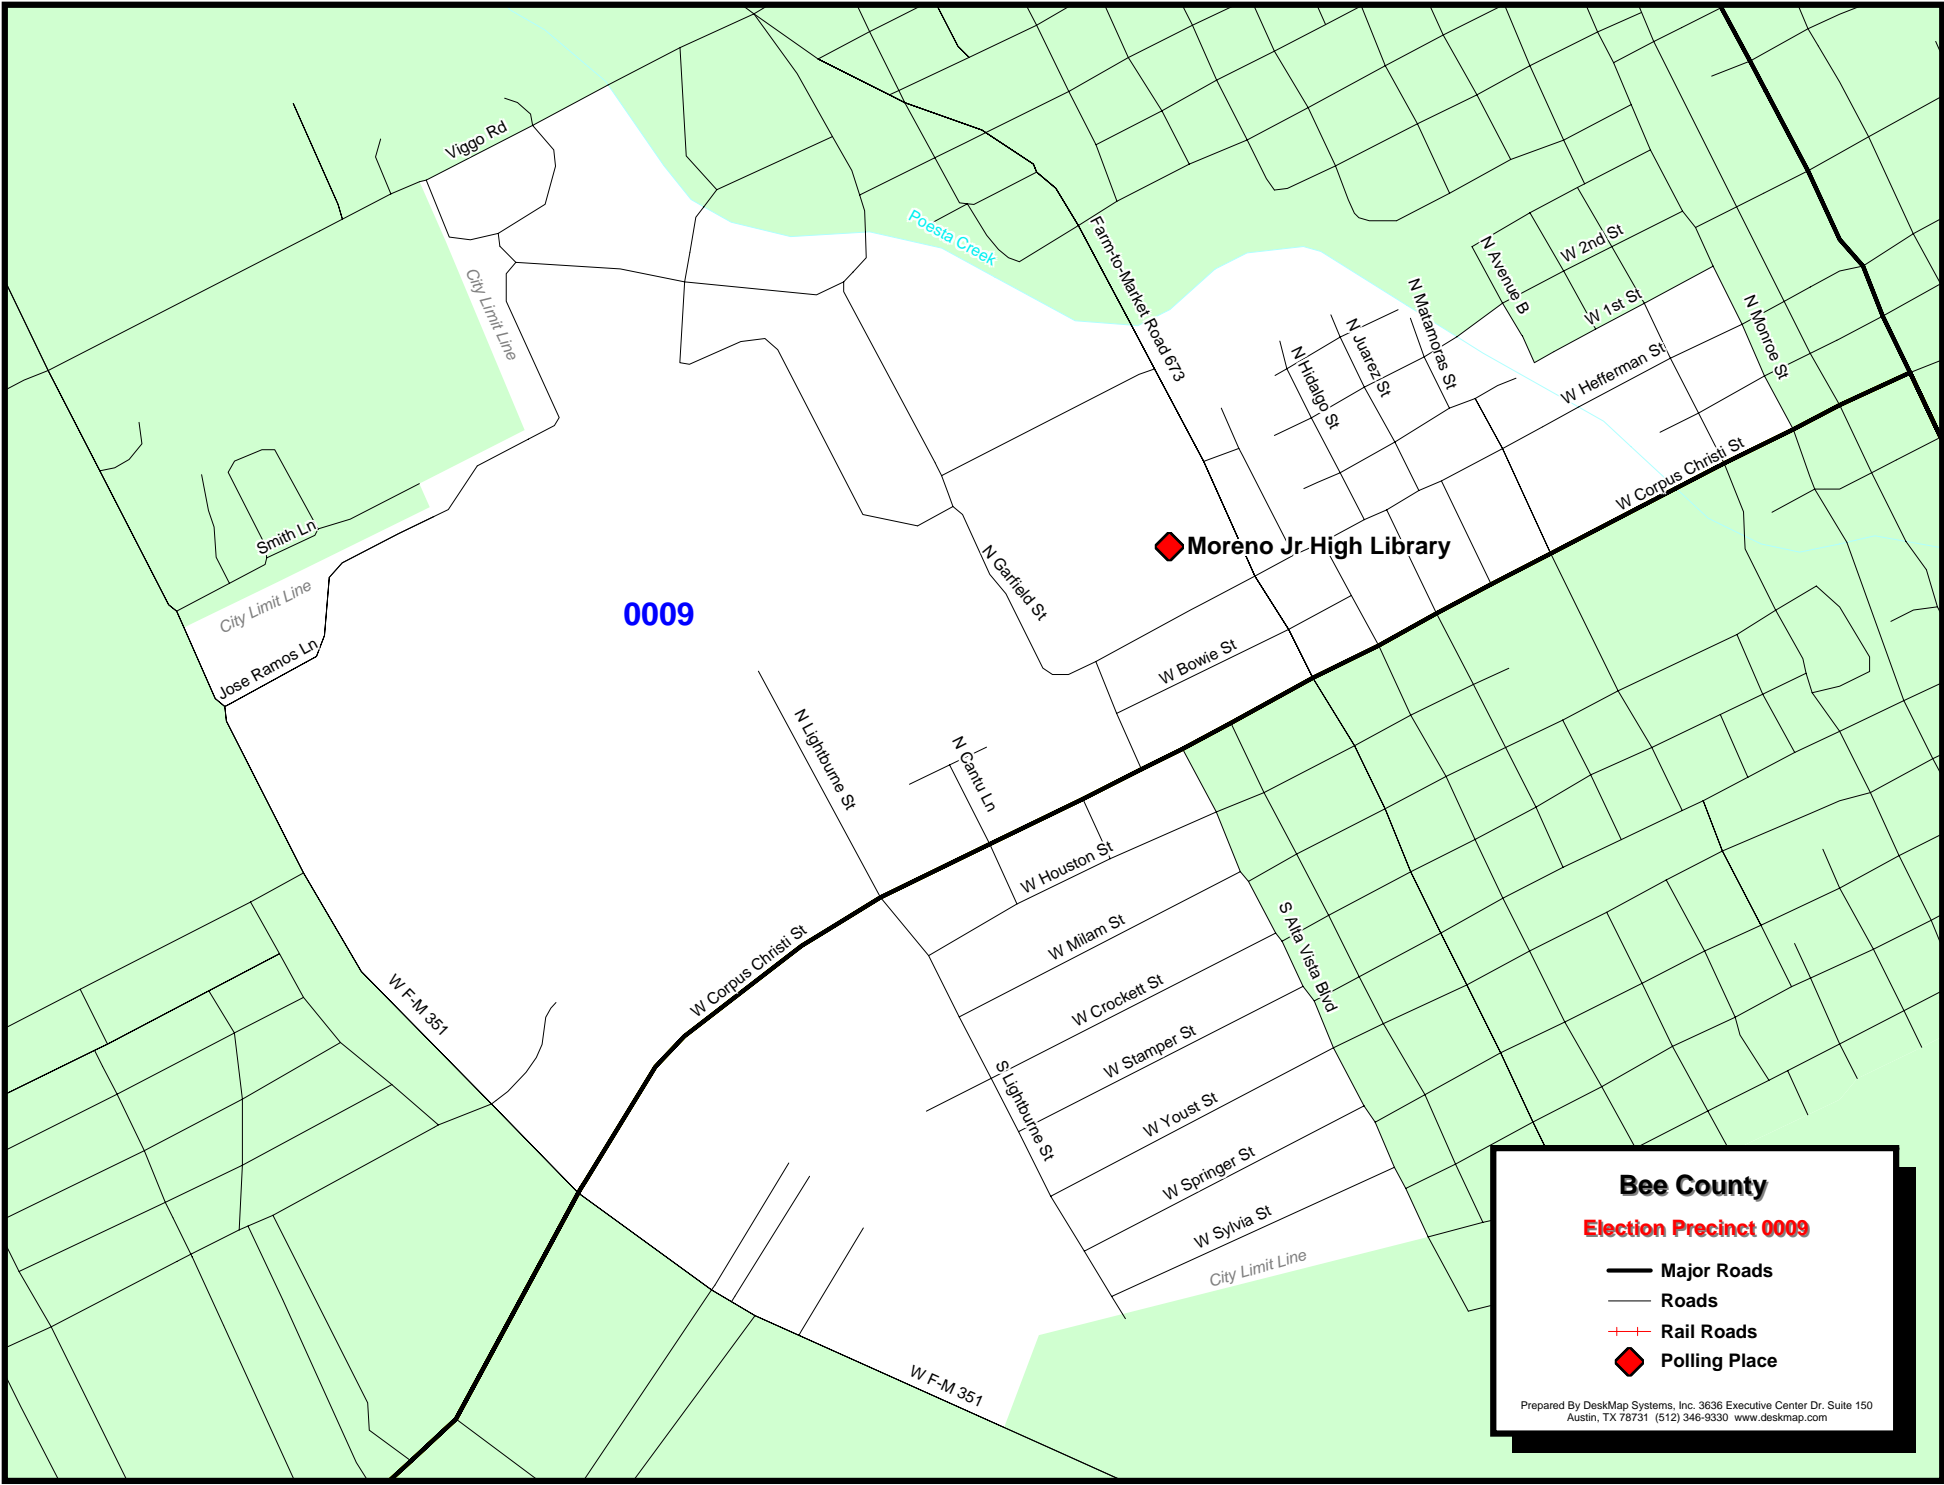 Viggo Rd
City Limit Line
Poesta Creek
Farm-to-Market Road 673
N Avenue B
W 2nd St
W 1st St
N Matamoras St
N Juarez St
N Hidalgo St
N Monroe St
W Hefferman St
W Corpus Christi St
Smith Ln
City Limit Line
Jose Ramos Ln
0009
Moreno Jr High Library
N Garfield St
W Bowie St
N Lightburne St
N Cantu Ln
W Houston St
W Milam St
S Alta Vista Blvd
W Corpus Christi St
W F-M 351
W Crockett St
W Stamper St
S Lightburne St
W Youst St
W Springer St
W Sylvia St
City Limit Line
W F-M 351
Bee County
Election Precinct 0009
Major Roads
Roads
Rail Roads
Polling Place
Prepared By DeskMap Systems, Inc. 3636 Executive Center Dr. Suite 150
Austin, TX 78731 (512) 346-9330 www.deskmap.com